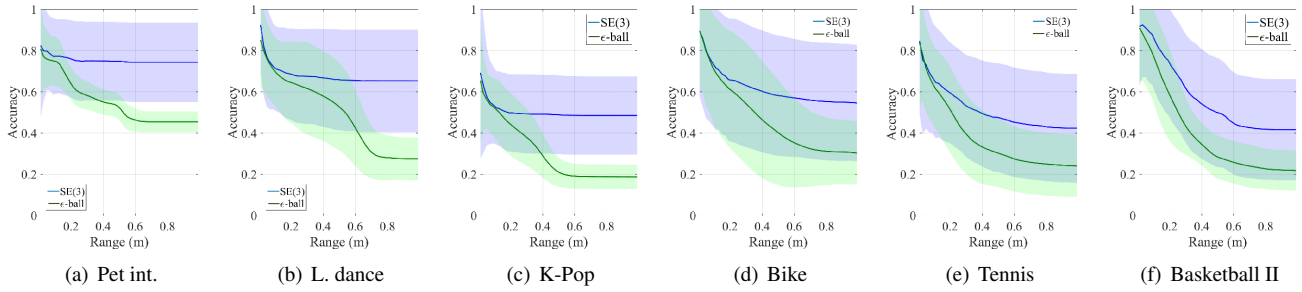 1
0.8
0.6
0.4
0.2
0
Accuracy
0.2 0.4 0.6 0.8
Range (m)
SE(3)
ϵ-ball
(a) Pet int.
1
0.8
0.6
0.4
0.2
0
Accuracy
0.2 0.4 0.6 0.8
Range (m)
SE(3)
ϵ-ball
(b) L. dance
1
0.8
0.6
0.4
0.2
0
Accuracy
0.2 0.4 0.6 0.8
Range (m)
SE(3)
ϵ-ball
(c) K-Pop
1
0.8
0.6
0.4
0.2
0
Accuracy
0.2 0.4 0.6 0.8
Range (m)
SE(3)
ϵ-ball
(d) Bike
1
0.8
0.6
0.4
0.2
0
Accuracy
0.2 0.4 0.6 0.8
Range (m)
SE(3)
ϵ-ball
(e) Tennis
1
0.8
0.6
0.4
0.2
0
Accuracy
0.2 0.4 0.6 0.8
Range (m)
SE(3)
ϵ-ball
(f) Basketball II